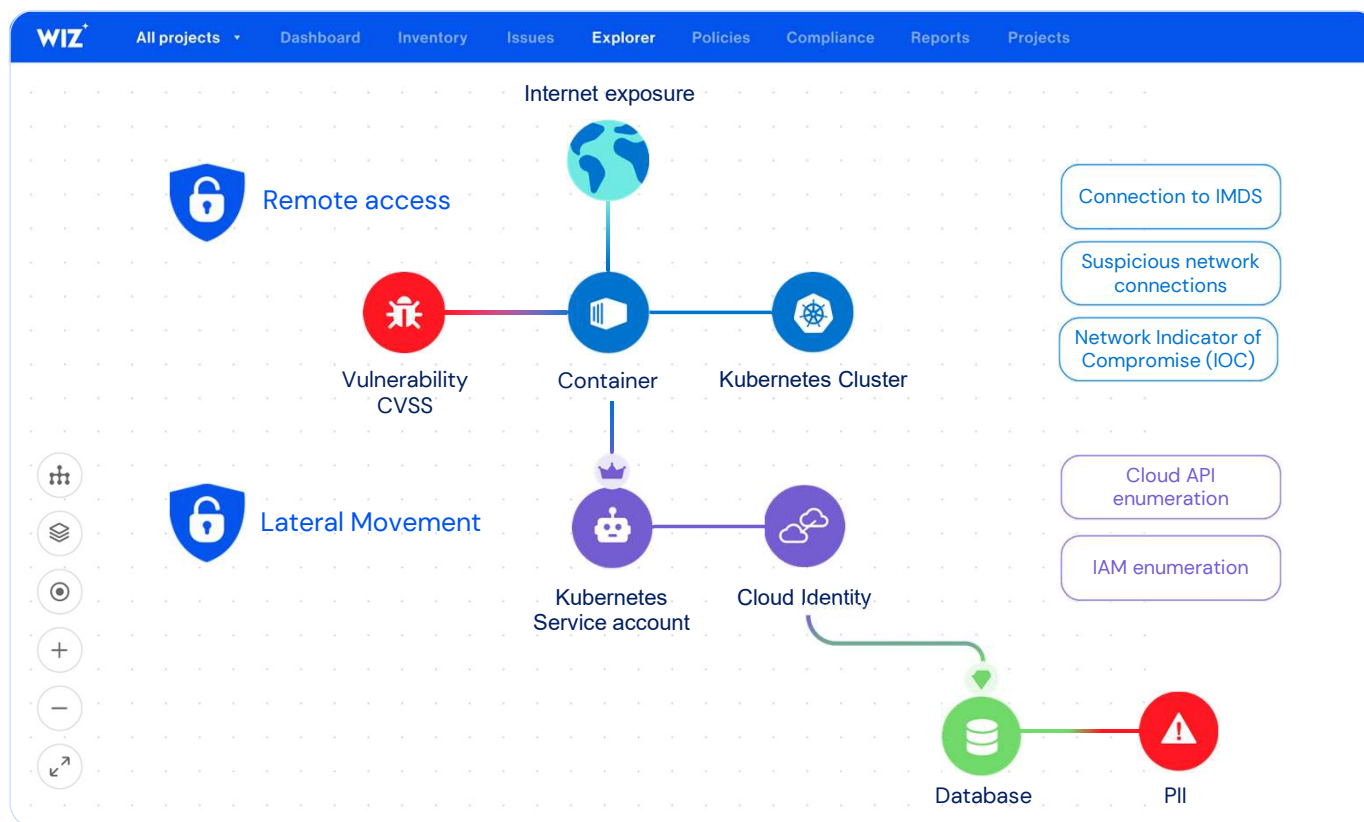 WIZ
All projects
Dashboard
Inventory
Issues
Explorer
Policies
Compliance
Reports
Projects
Internet exposure
Remote access
Connection to IMDS
Suspicious network
connections
Network Indicator of
Compromise (IOC)
Vulnerability
CVSS
Container
Kubernetes Cluster
Lateral Movement
Cloud API
enumeration
IAM enumeration
Kubernetes
Service account
Cloud Identity
Database
PII